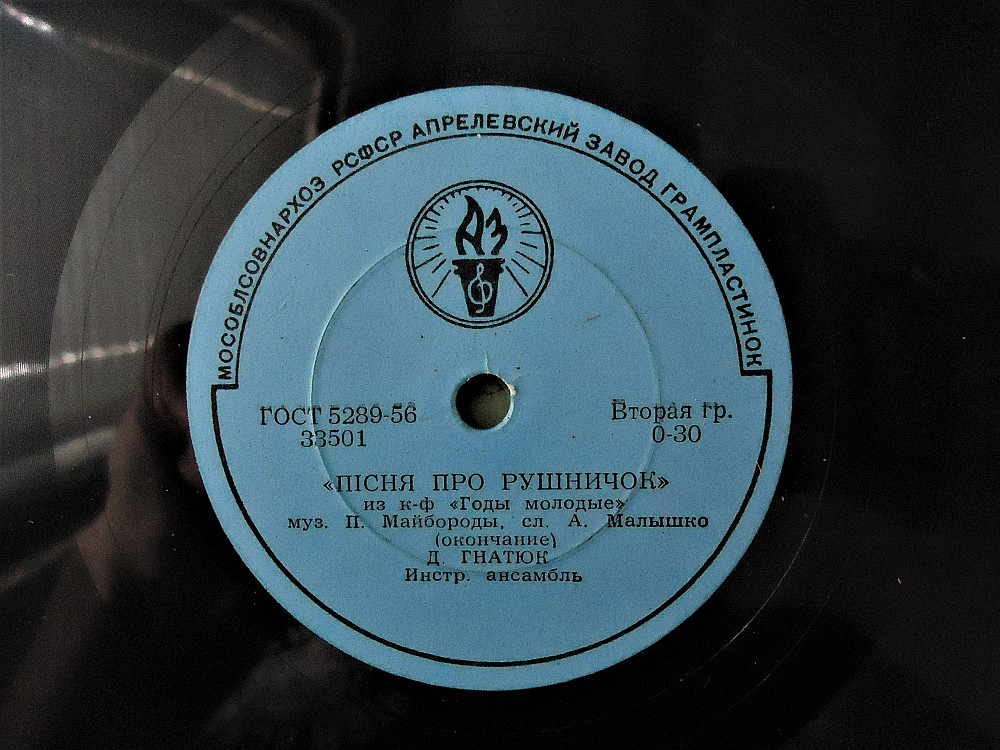 МОСОБЛСОВНАРХОЗ РСФСР АПРЕЛЕВСКИЙ ЗАВОД ГРАМПЛАСТИНОК
АЗ
ГОСТ 5289-56
33501
Вторая гр.
0-30
«ПІСНЯ ПРО РУШНИЧОК»
из к-ф «Годы молодые»
муз. П. Майбороды, сл. А. Малышко
(окончание)
Д. ГНАТЮК
Инстр. ансамбль